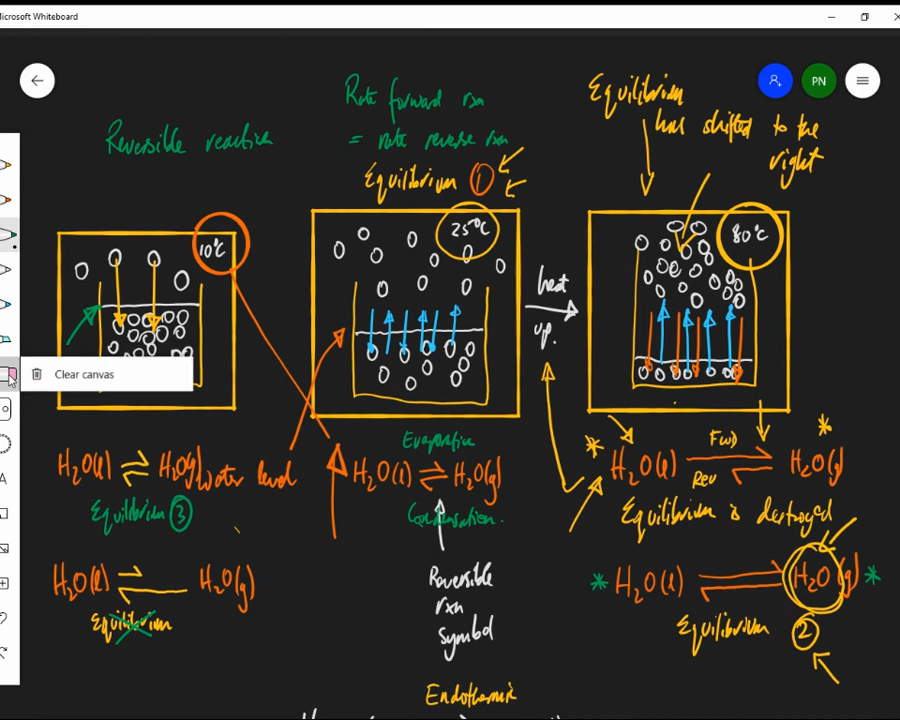 Microsoft Whiteboard
PN
Reversible reaction
Rate forward rxn
= rate reverse rxn
Equilibrium 1
Equilibrium
has shifted to the
right
10°C
25°C
80°C
heat
up.
Clear canvas
H2O(l) ⇌ H2O(g)
Equilibrium 3
Water level
H2O(l) ⇌ H2O(g)
Equilibrium
Evaporation
H2O(l) ⇌ H2O(g)
Condensation.
Reversible
rxn
symbol
Fwd
H2O(l) ⇌ H2O(g)
Rev
Equilibrium is destroyed
* H2O(l) ⇌ H2O(g) *
Equilibrium 2
Endothermic